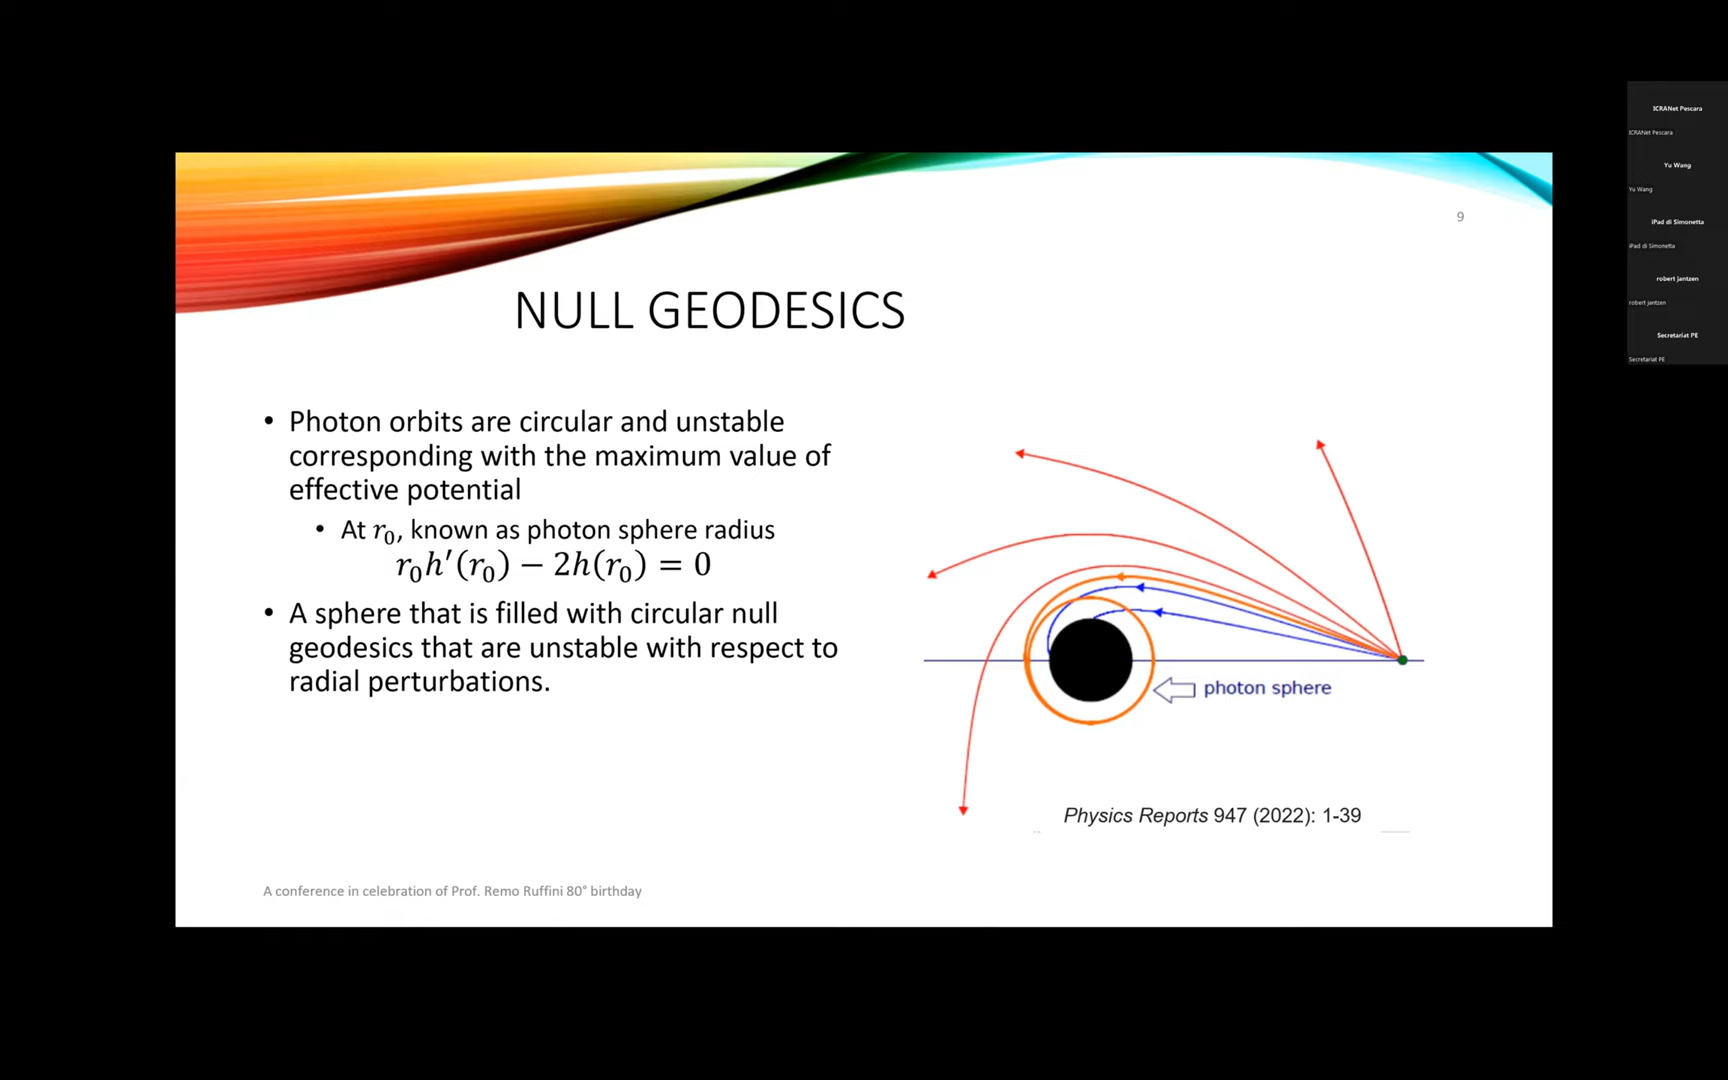 9
NULL GEODESICS
• Photon orbits are circular and unstable
corresponding with the maximum value of
effective potential
• At r₀, known as photon sphere radius
r₀h′(r₀) − 2h(r₀) = 0
• A sphere that is filled with circular null
geodesics that are unstable with respect to
radial perturbations.
photon sphere
Physics Reports 947 (2022): 1-39
A conference in celebration of Prof. Remo Ruffini 80° birthday
ICRANet Pescara
ICRANet Pescara
Yu Wang
Yu Wang
iPad di Simonetta
iPad di Simonetta
robert jantzen
robert jantzen
Secretariat PE
Secretariat PE